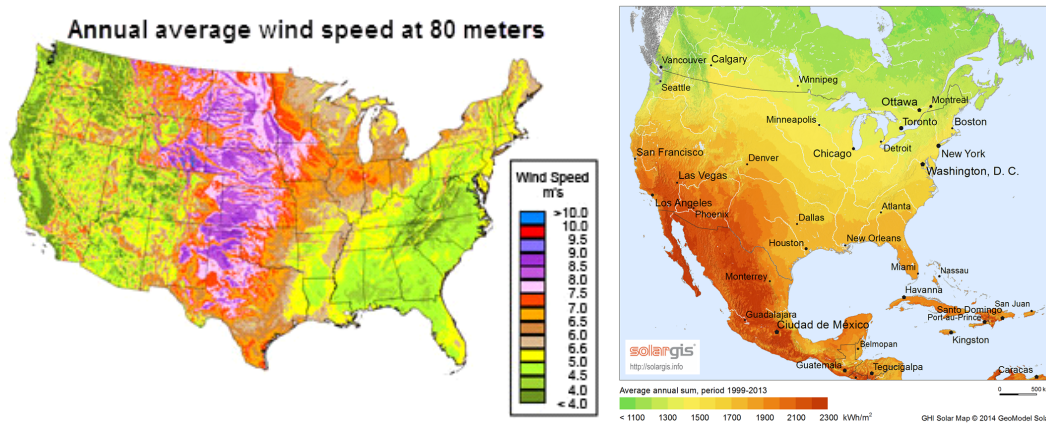 Annual average wind speed at 80 meters
Wind Speed
m's
>10.0
10.0
9.5
9.0
8.5
8.0
7.5
7.0
6.5
6.0
5.5
5.0
4.5
4.0
< 4.0
Vancouver
Calgary
Seattle
Winnipeg
Ottawa
Montreal
Minneapolis
Toronto
Boston
Chicago
Detroit
New York
San Francisco
Denver
Washington, D. C.
Las Vegas
Los Angeles
Phoenix
Atlanta
Dallas
Houston
New Orleans
Monterrey
Miami
Nassau
Havanna
Guadalajara
Ciudad de México
Santo Domingo
San Juan
Port-au-Prince
Kingston
Belmopan
Guatemala
Tegucigalpa
Caracas
solargis
http://solargis.info
0 500 k
Average annual sum, period 1999-2013
< 1100 1300 1500 1700 1900 2100 2300 kWh/m²
GHI Solar Map © 2014 GeoModel Sola